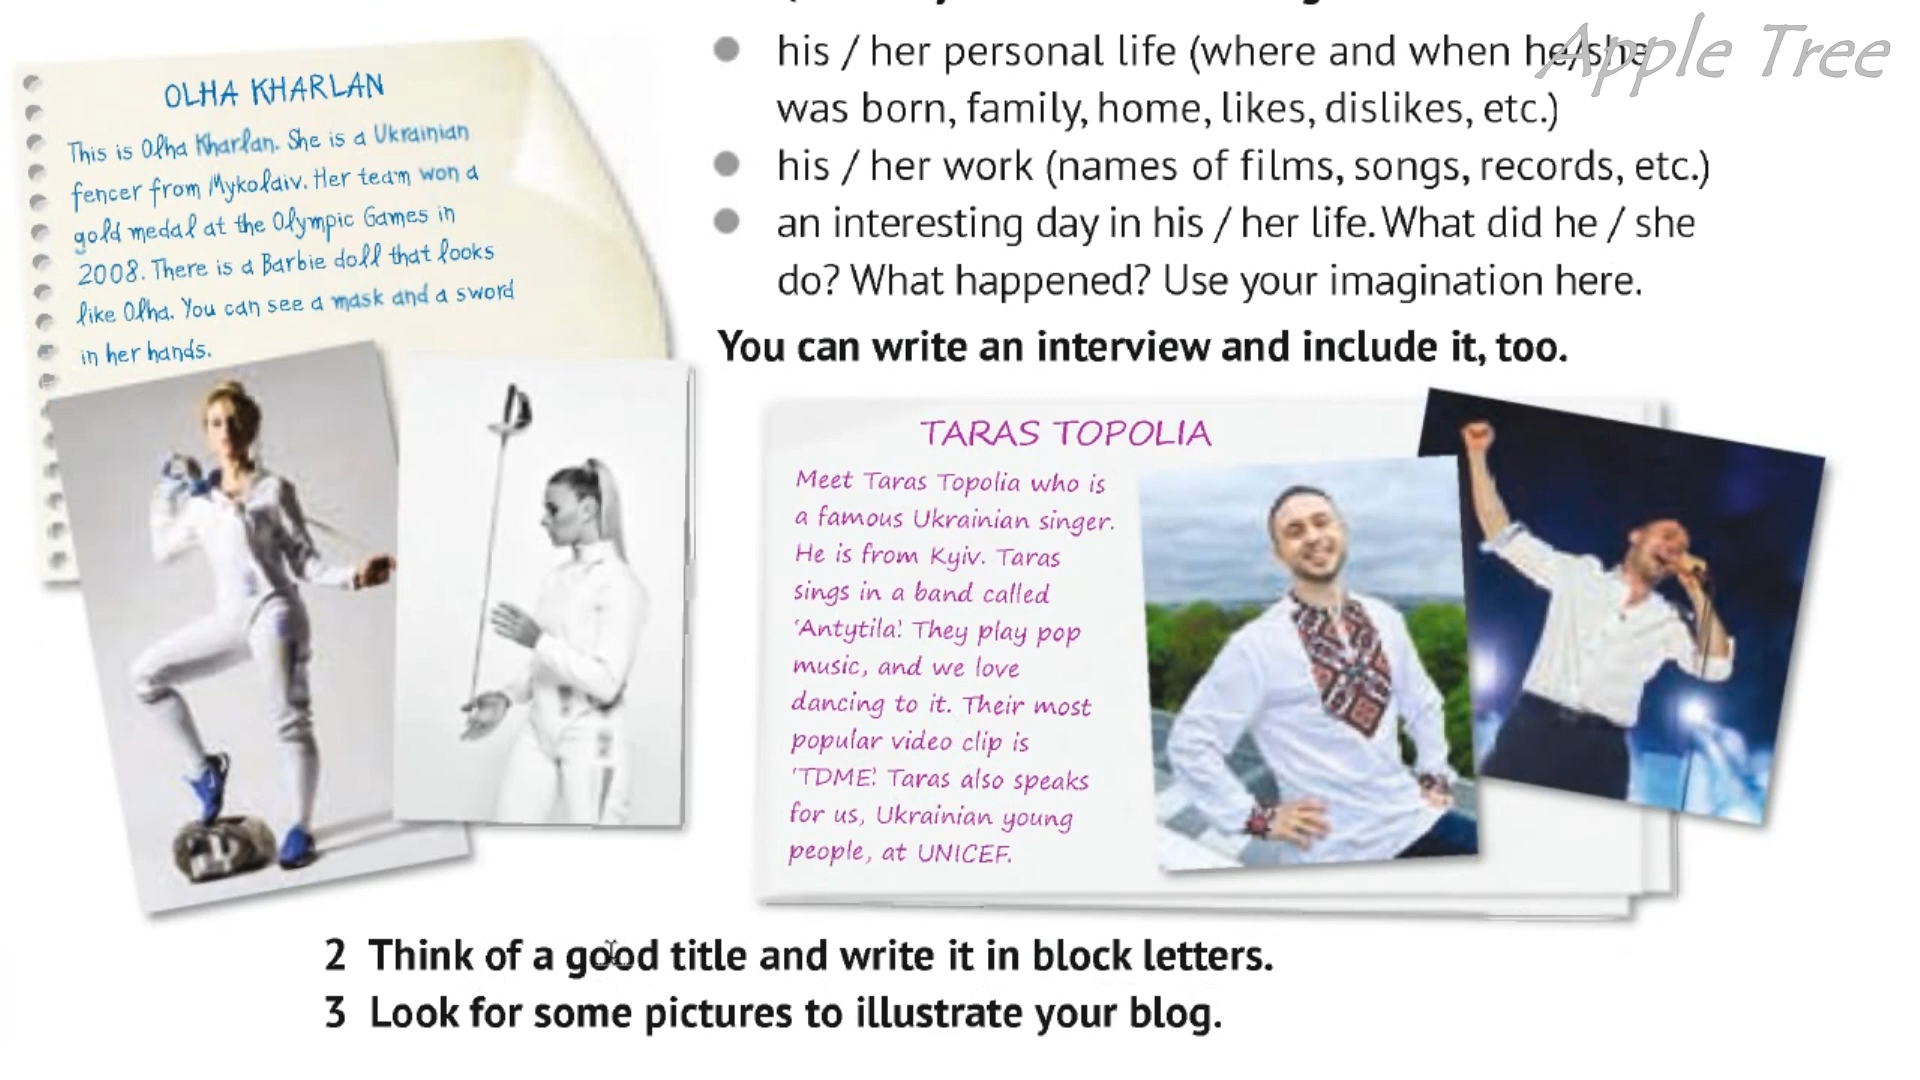 Apple Tree
OLHA KHARLAN
This is Olha Kharlan. She is a Ukrainian
fencer from Mykolaiv. Her team won a
gold medal at the Olympic Games in
2008. There is a Barbie doll that looks
like Olha. You can see a mask and a sword
in her hands.
his / her personal life (where and when he/she
was born, family, home, likes, dislikes, etc.)
his / her work (names of films, songs, records, etc.)
an interesting day in his / her life. What did he / she
do? What happened? Use your imagination here.
You can write an interview and include it, too.
TARAS TOPOLIA
Meet Taras Topolia who is
a famous Ukrainian singer.
He is from Kyiv. Taras
sings in a band called
‘Antytila’. They play pop
music, and we love
dancing to it. Their most
popular video clip is
‘TDME’. Taras also speaks
for us, Ukrainian young
people, at UNICEF.
2 Think of a good title and write it in block letters.
3 Look for some pictures to illustrate your blog.